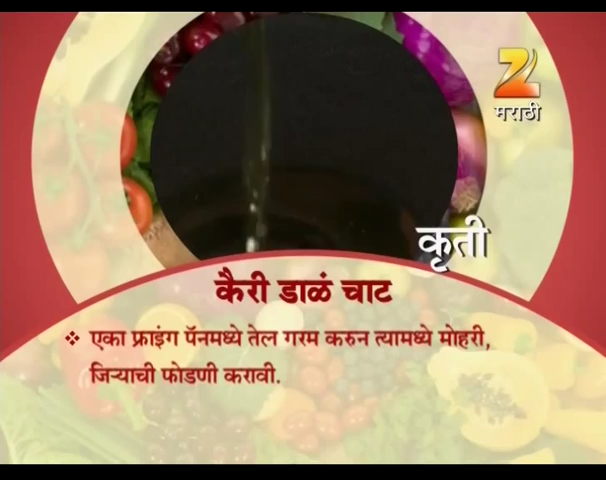 मराठी
कृती
कैरी डाळं चाट
❖ एका फ्राइंग पॅनमध्ये तेल गरम करुन त्यामध्ये मोहरी,
जिऱ्याची फोडणी करावी.